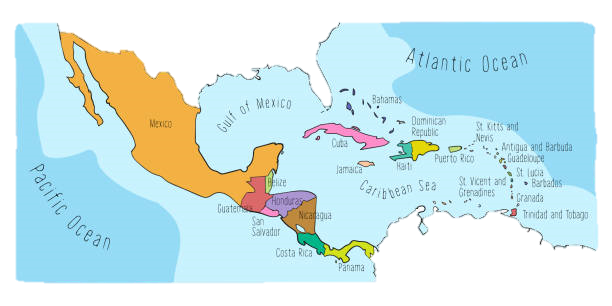 Atlantic Ocean
Gulf of Mexico
Bahamas
Mexico
Cuba
Dominican
Republic
St. Kitts and
Nevis
Antigua and Barbuda
Guadeloupe
Puerto Rico
Jamaica
Haiti
St. Lucia
Barbados
Caribbean Sea
St. Vicent and
Grenadines
Belize
Granada
Honduras
Guatemala
Nicadagua
Trinidad and Tobago
San
Salvador
Pacific Ocean
Costa Rica
Panama